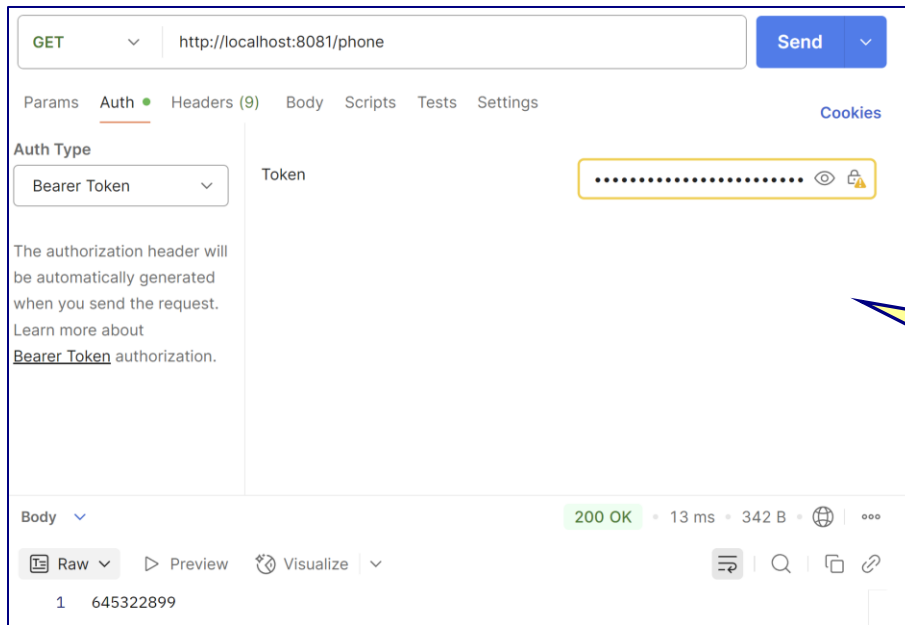 GET http://localhost:8081/phone Send
Params Auth Headers (9) Body Scripts Tests Settings
Cookies
Auth Type
Bearer Token
Token
••••••••••••••••••••••••
The authorization header will
be automatically generated
when you send the request.
Learn more about
Bearer Token authorization.
Body 200 OK • 13 ms • 342 B
Raw Preview Visualize
1 645322899